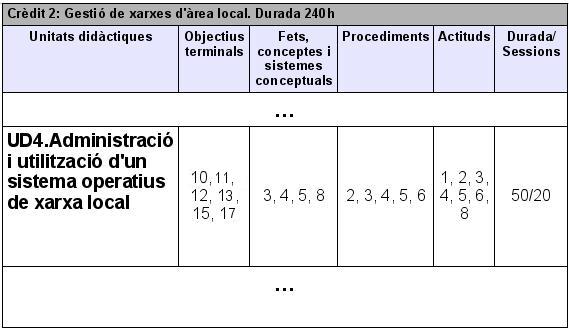 Crèdit 2: Gestió de xarxes d'àrea local. Durada 240h
Unitats didàctiques
Objectius
terminals
Fets,
conceptes i
sistemes
conceptuals
Procediments
Actituds
Durada/
Sessions
...
UD4.Administració
i utilització d'un
sistema operatius
de xarxa local
10, 11,
12, 13,
15, 17
3, 4, 5, 8
2, 3, 4, 5, 6
1, 2, 3,
4, 5, 6,
8
50/20
...